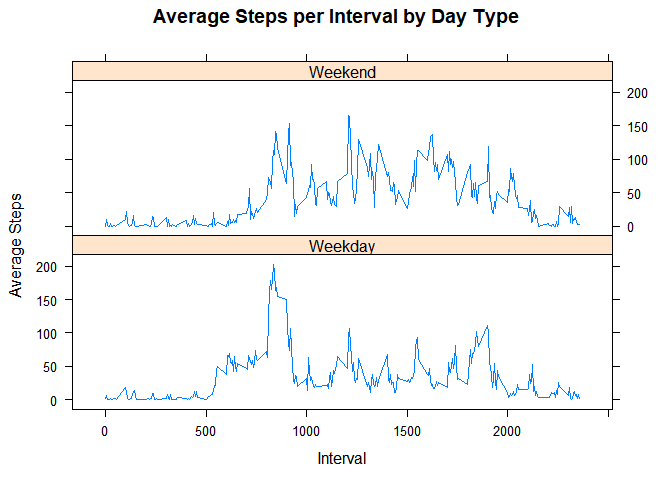 Average Steps per Interval by Day Type
Weekend
200
150
100
50
0
Weekday
200
150
100
50
0
Average Steps
0 500 1000 1500 2000
Interval